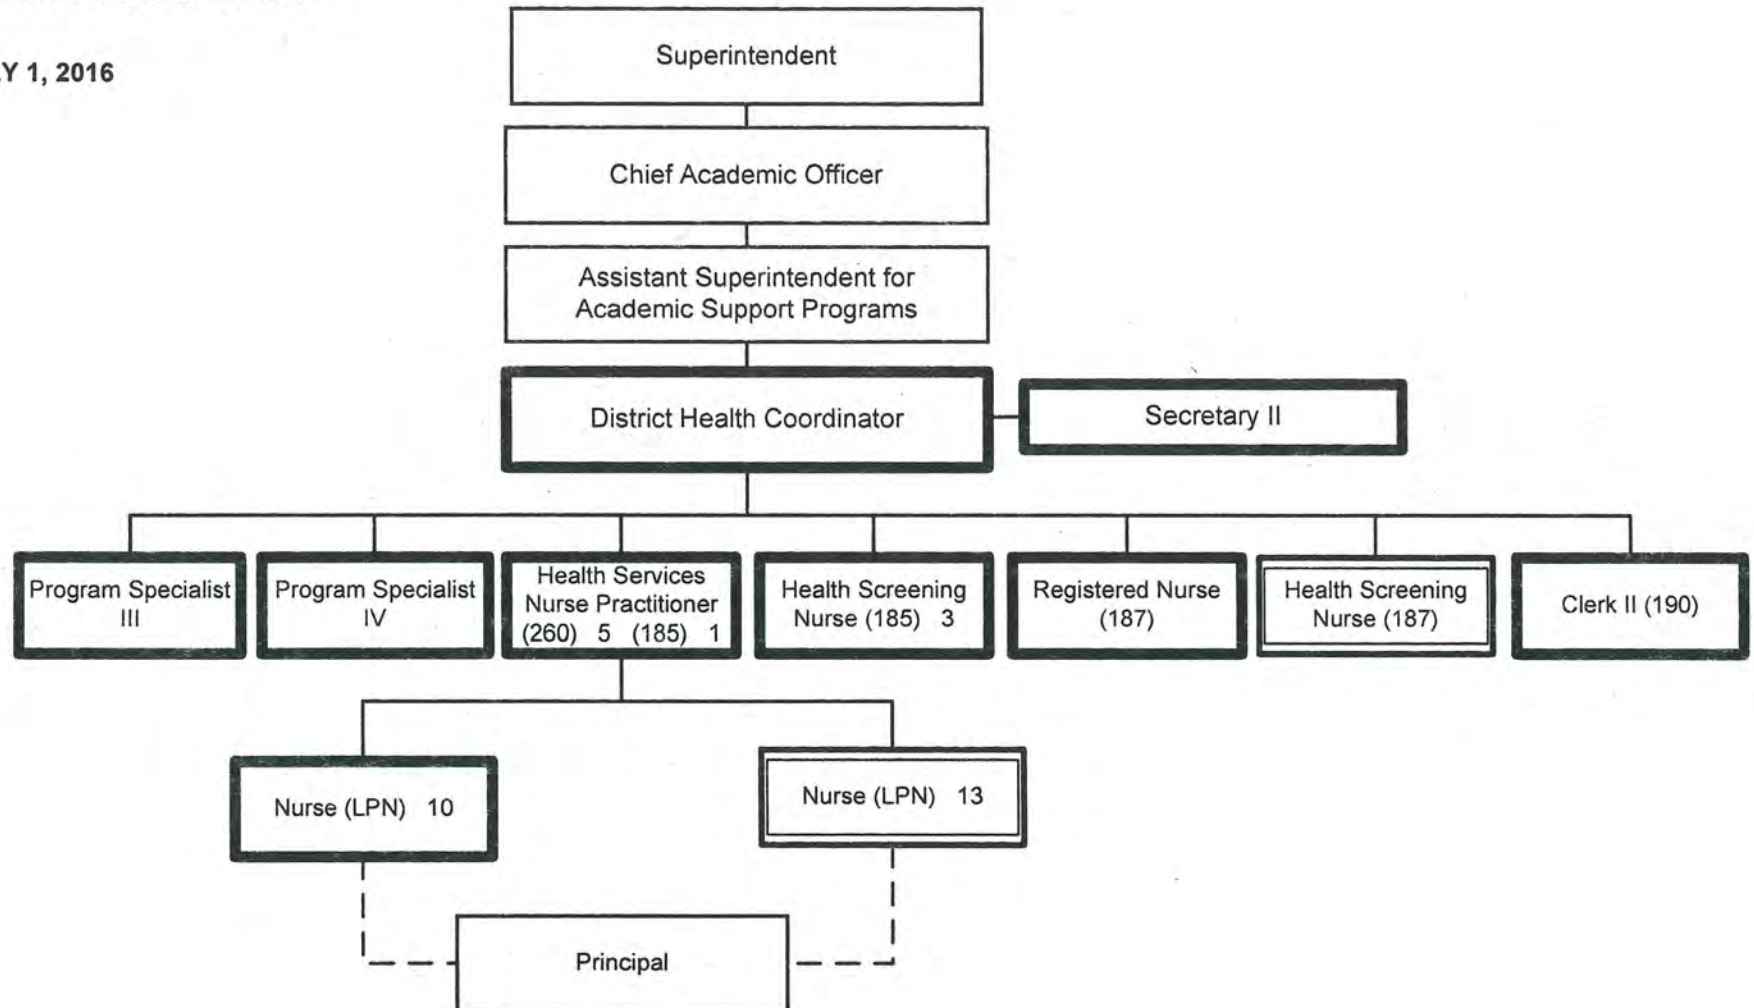 Y 1, 2016
Superintendent
Chief Academic Officer
Assistant Superintendent for
Academic Support Programs
District Health Coordinator
Secretary II
Program Specialist
III
Program Specialist
IV
Health Services
Nurse Practitioner
(260) 5 (185) 1
Health Screening
Nurse (185) 3
Registered Nurse
(187)
Health Screening
Nurse (187)
Clerk II (190)
Nurse (LPN) 10
Nurse (LPN) 13
Principal